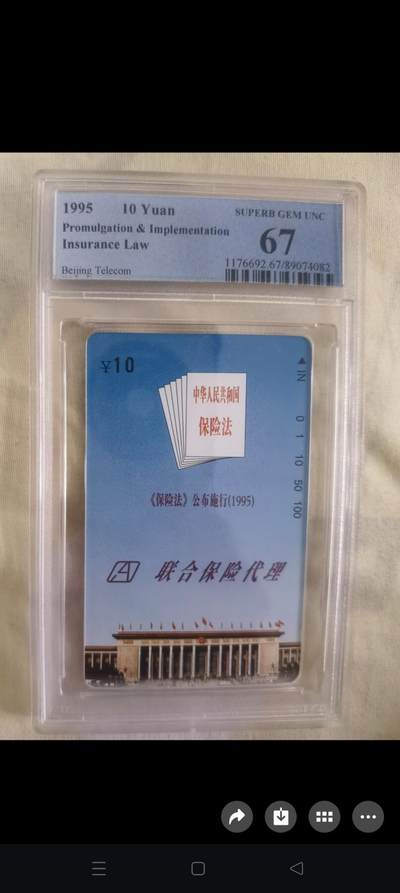 1995 10 Yuan SUPERB GEM UNC
Promulgation & Implementation
Insurance Law 67
Beijing Telecom 1176692.67/89074082
¥10
IN 0 1 10 50 100
中华人民共和国
保险法
《保险法》公布施行(1995)
联合保险代理